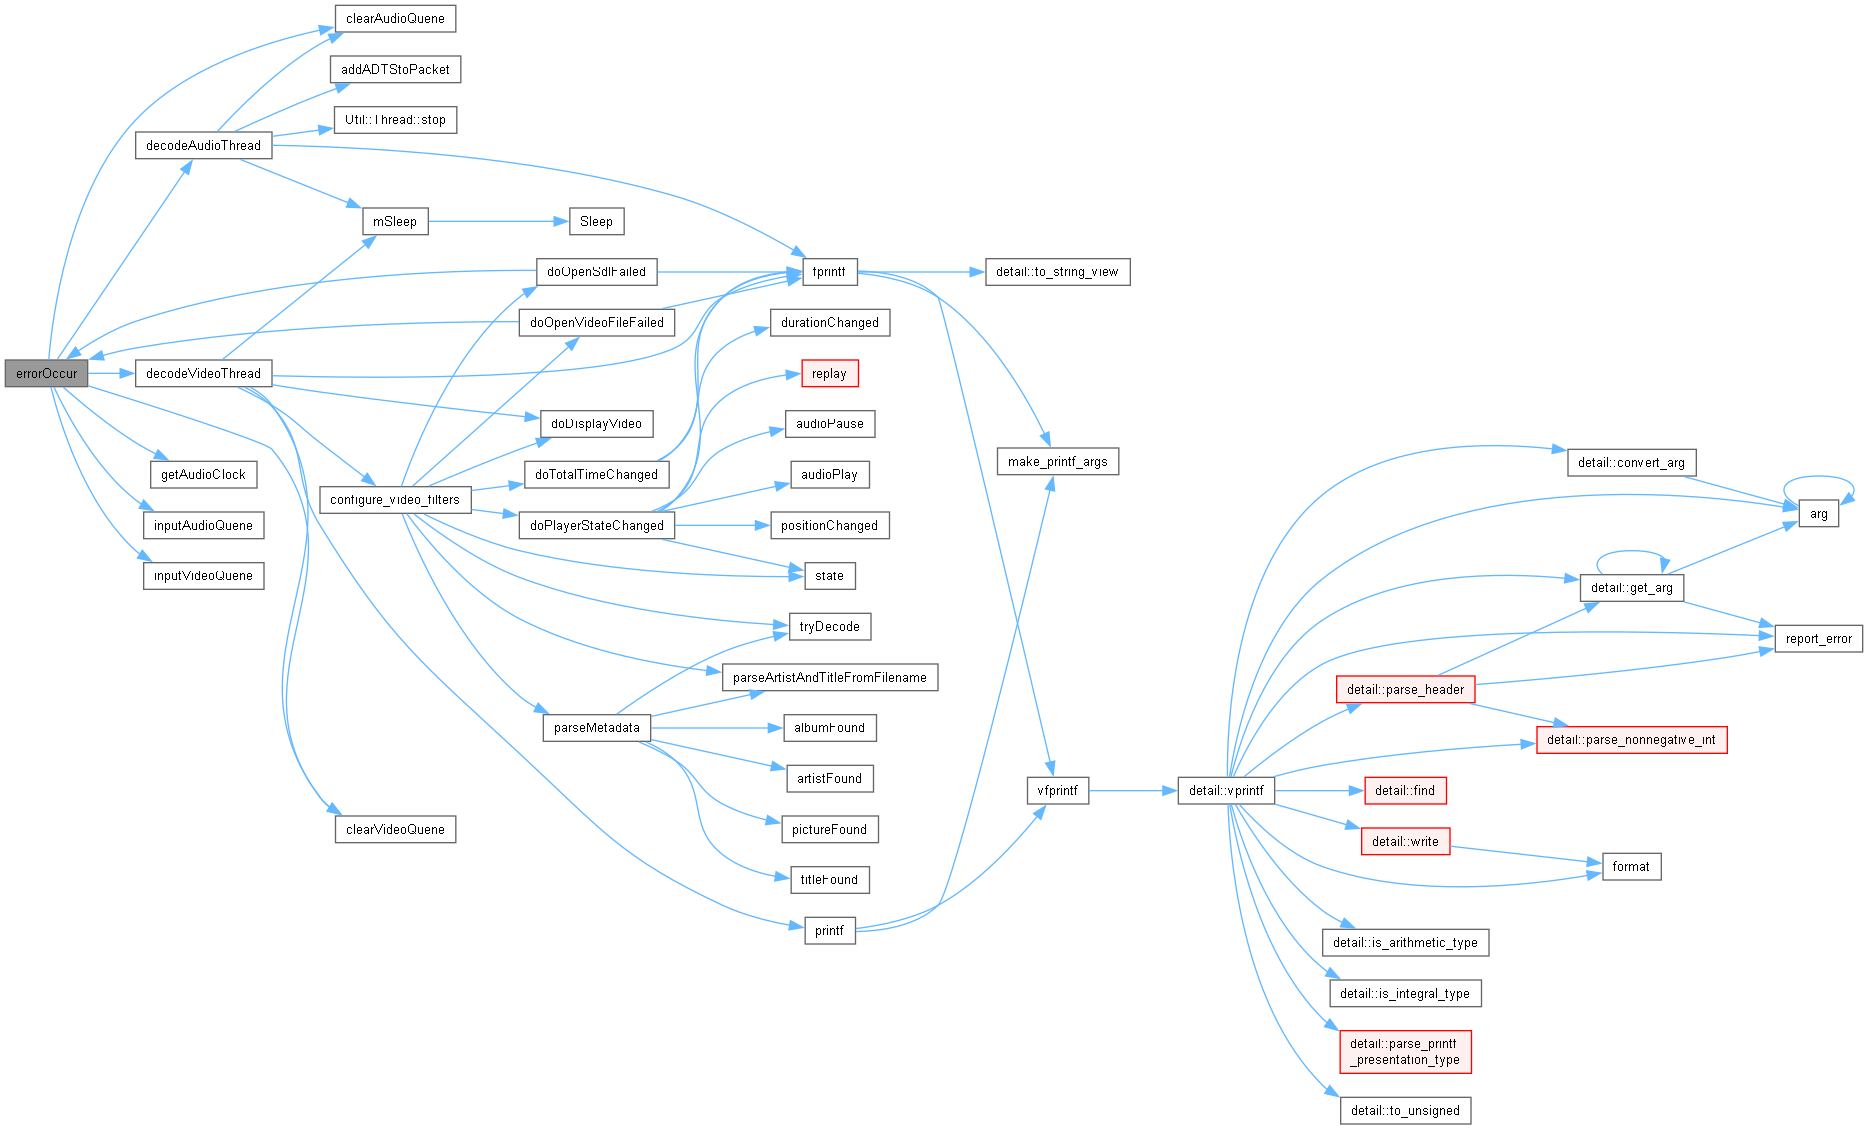 clearAudioQuene
addADTStoPacket
Util::Thread::stop
decodeAudioThread
mSleep
Sleep
doOpenSdlFailed
fprintf
detail::to_string_view
doOpenVideoFileFailed
durationChanged
errorOccur
decodeVideoThread
replay
doDisplayVideo
audioPause
getAudioClock
doTotalTimeChanged
audioPlay
make_printf_args
detail::convert_arg
configure_video_filters
arg
inputAudioQuene
doPlayerStateChanged
positionChanged
inputVideoQuene
state
detail::get_arg
tryDecode
report_error
parseArtistAndTitleFromFilename
detail::parse_header
parseMetadata
albumFound
detail::parse_nonnegative_int
artistFound
vfprintf
detail::vprintf
detail::find
clearVideoQuene
pictureFound
detail::write
titleFound
format
printf
detail::is_arithmetic_type
detail::is_integral_type
detail::parse_printf
_presentation_type
detail::to_unsigned